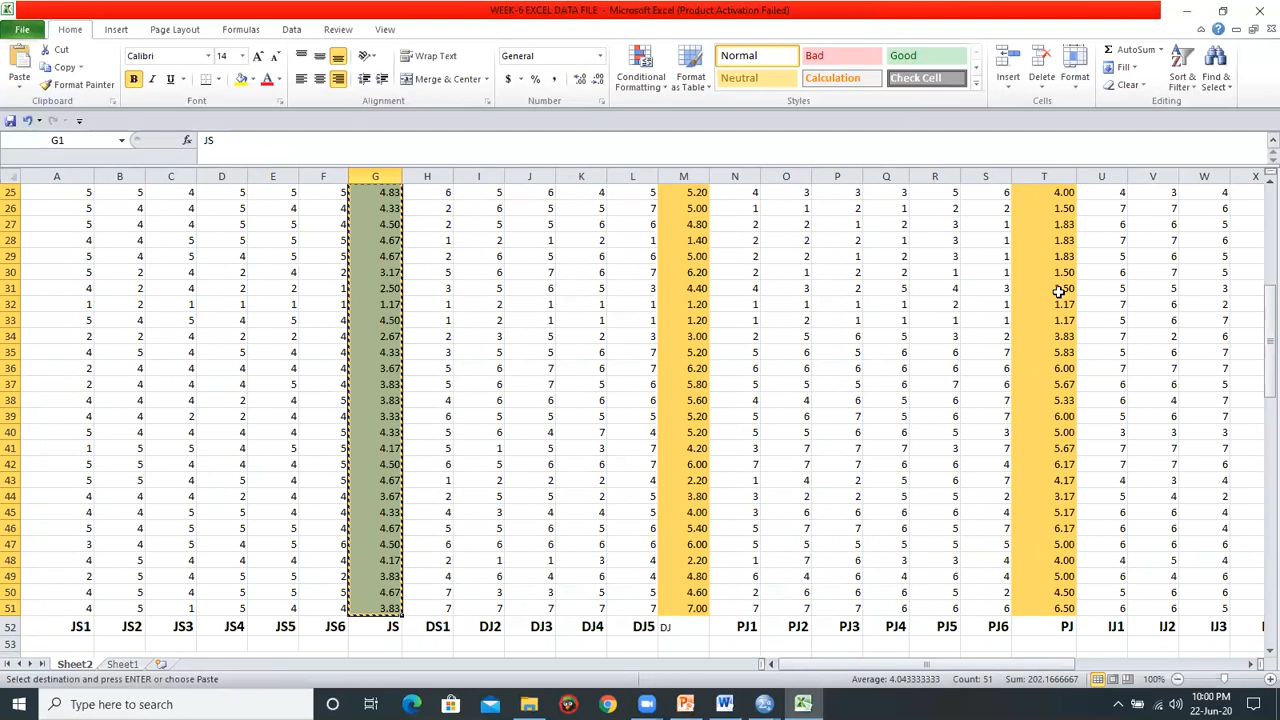 WEEK-6 EXCEL DATA FILE - Microsoft Excel (Product Activation Failed)
File Home Insert Page Layout Formulas Data Review View
Paste Cut Calibri 14 Wrap Text General Conditional Formatting Format as Table Normal Bad Good Insert Delete Format AutoSum Sort & Filter Find & Select
Copy Fill
Format Painter B I U Merge & Center $ % , Neutral Calculation Check Cell Clear
Clipboard Font Alignment Number Styles Cells Editing
G1 fx JS
A B C D E F G H I J K L M N O P Q R S T U V W X
25 5 5 4 5 5 5 4.83 6 5 6 4 5 5.20 4 3 3 3 5 6 4.00 4 3 4
26 5 4 4 5 4 4 4.33 2 6 5 5 7 5.00 1 1 2 1 2 2 1.50 7 7 6
27 5 4 4 5 5 4 4.50 2 5 5 6 6 4.80 2 2 1 2 3 1 1.83 6 6 5
28 4 4 5 5 5 5 4.67 1 2 1 2 1 1.40 2 2 2 1 3 1 1.83 7 7 6
29 5 4 4 5 5 5 4.67 2 6 5 6 6 5.00 2 2 1 2 3 1 1.83 5 6 5
30 5 2 4 2 4 2 3.17 5 6 7 6 7 6.20 2 1 2 2 1 1 1.50 6 7 5
31 4 2 4 2 2 1 2.50 3 5 6 5 3 4.40 4 3 2 5 4 3 50 5 5 3
32 1 2 1 1 1 1 1.17 1 2 1 1 1 1.20 1 1 1 1 2 1 1.17 7 6 2
33 5 4 5 4 5 4 4.50 1 2 1 1 1 1.20 1 2 1 1 1 1 1.17 5 6 7
34 2 2 4 2 2 4 2.67 2 3 5 2 3 3.00 2 5 6 5 3 2 3.83 7 2 6
35 4 5 4 5 4 4 4.33 3 5 5 6 7 5.20 6 6 5 6 6 6 5.83 5 6 7
36 2 4 4 4 4 4 3.67 5 6 7 6 7 6.20 6 6 6 6 6 6 6.00 7 6 6
37 2 4 4 4 4 5 3.83 5 6 7 5 6 5.80 6 5 5 5 7 6 5.67 6 6 5
38 4 4 4 2 4 5 3.83 4 6 6 6 6 5.60 4 4 6 5 6 7 5.33 6 4 7
39 4 4 2 2 4 4 3.33 6 5 5 5 5 5.20 5 6 7 5 6 7 6.00 6 6 4
40 5 4 4 4 4 5 4.33 5 6 4 7 4 5.20 5 5 6 6 5 3 5.00 3 3 3
41 1 5 5 5 4 5 4.17 5 1 5 3 7 4.20 3 7 7 7 3 7 5.67 7 7 7
42 5 5 4 4 4 5 4.50 6 5 6 5 8 6.00 7 7 7 6 6 4 6.17 7 7 6
43 5 5 4 4 5 5 4.67 1 2 2 2 4 2.20 1 4 2 5 6 7 4.17 4 3 4
44 4 4 4 2 4 4 3.67 2 5 5 2 5 3.80 3 2 2 5 5 2 3.17 5 4 2
45 4 4 5 5 4 4 4.33 4 3 4 4 5 4.00 1 6 6 6 6 6 5.17 6 6 4
46 5 4 5 5 4 5 4.67 5 5 6 5 6 5.40 5 7 7 6 6 6 6.17 6 6 4
47 3 4 5 4 5 6 4.50 6 6 6 5 7 6.00 5 5 5 5 5 5 5.00 6 6 4
48 4 5 4 4 4 4 4.17 2 1 1 3 4 2.20 1 7 6 3 3 4 4.00 4 5 4
49 2 5 4 5 5 2 3.83 4 6 4 6 4 4.80 6 4 6 4 6 4 5.00 6 4 6
50 4 5 4 5 5 5 4.67 7 3 3 5 5 4.60 2 6 6 6 5 2 4.50 6 6 4
51 4 5 1 5 4 4 3.83 7 7 7 7 7 7.00 7 7 7 6 6 6 6.50 6 6 5
52 JS1 JS2 JS3 JS4 JS5 JS6 JS DS1 DJ2 DJ3 DJ4 DJ5 DJ PJ1 PJ2 PJ3 PJ4 PJ5 PJ6 PJ IJ1 IJ2 IJ3
53
Sheet2 Sheet1
Select destination and press ENTER or choose Paste Average: 4.043333333 Count: 51 Sum: 202.1666667 100%
Type here to search 10:00 PM
22-Jun-20